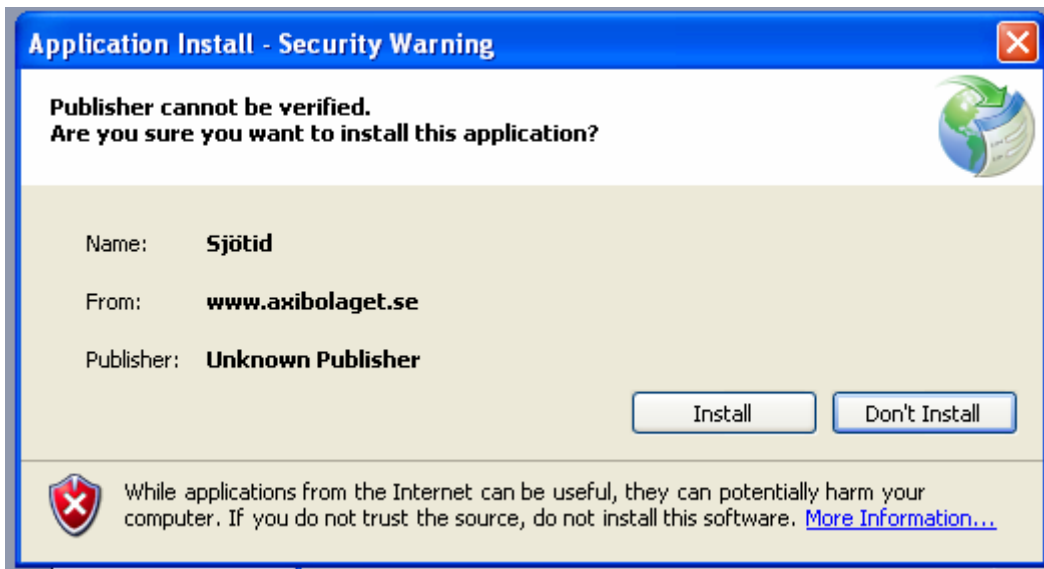 Application Install - Security Warning
Publisher cannot be verified.
Are you sure you want to install this application?
Name: Sjötid
From: www.axibolaget.se
Publisher: Unknown Publisher
Install Don't Install
While applications from the Internet can be useful, they can potentially harm your
computer. If you do not trust the source, do not install this software. More Information...